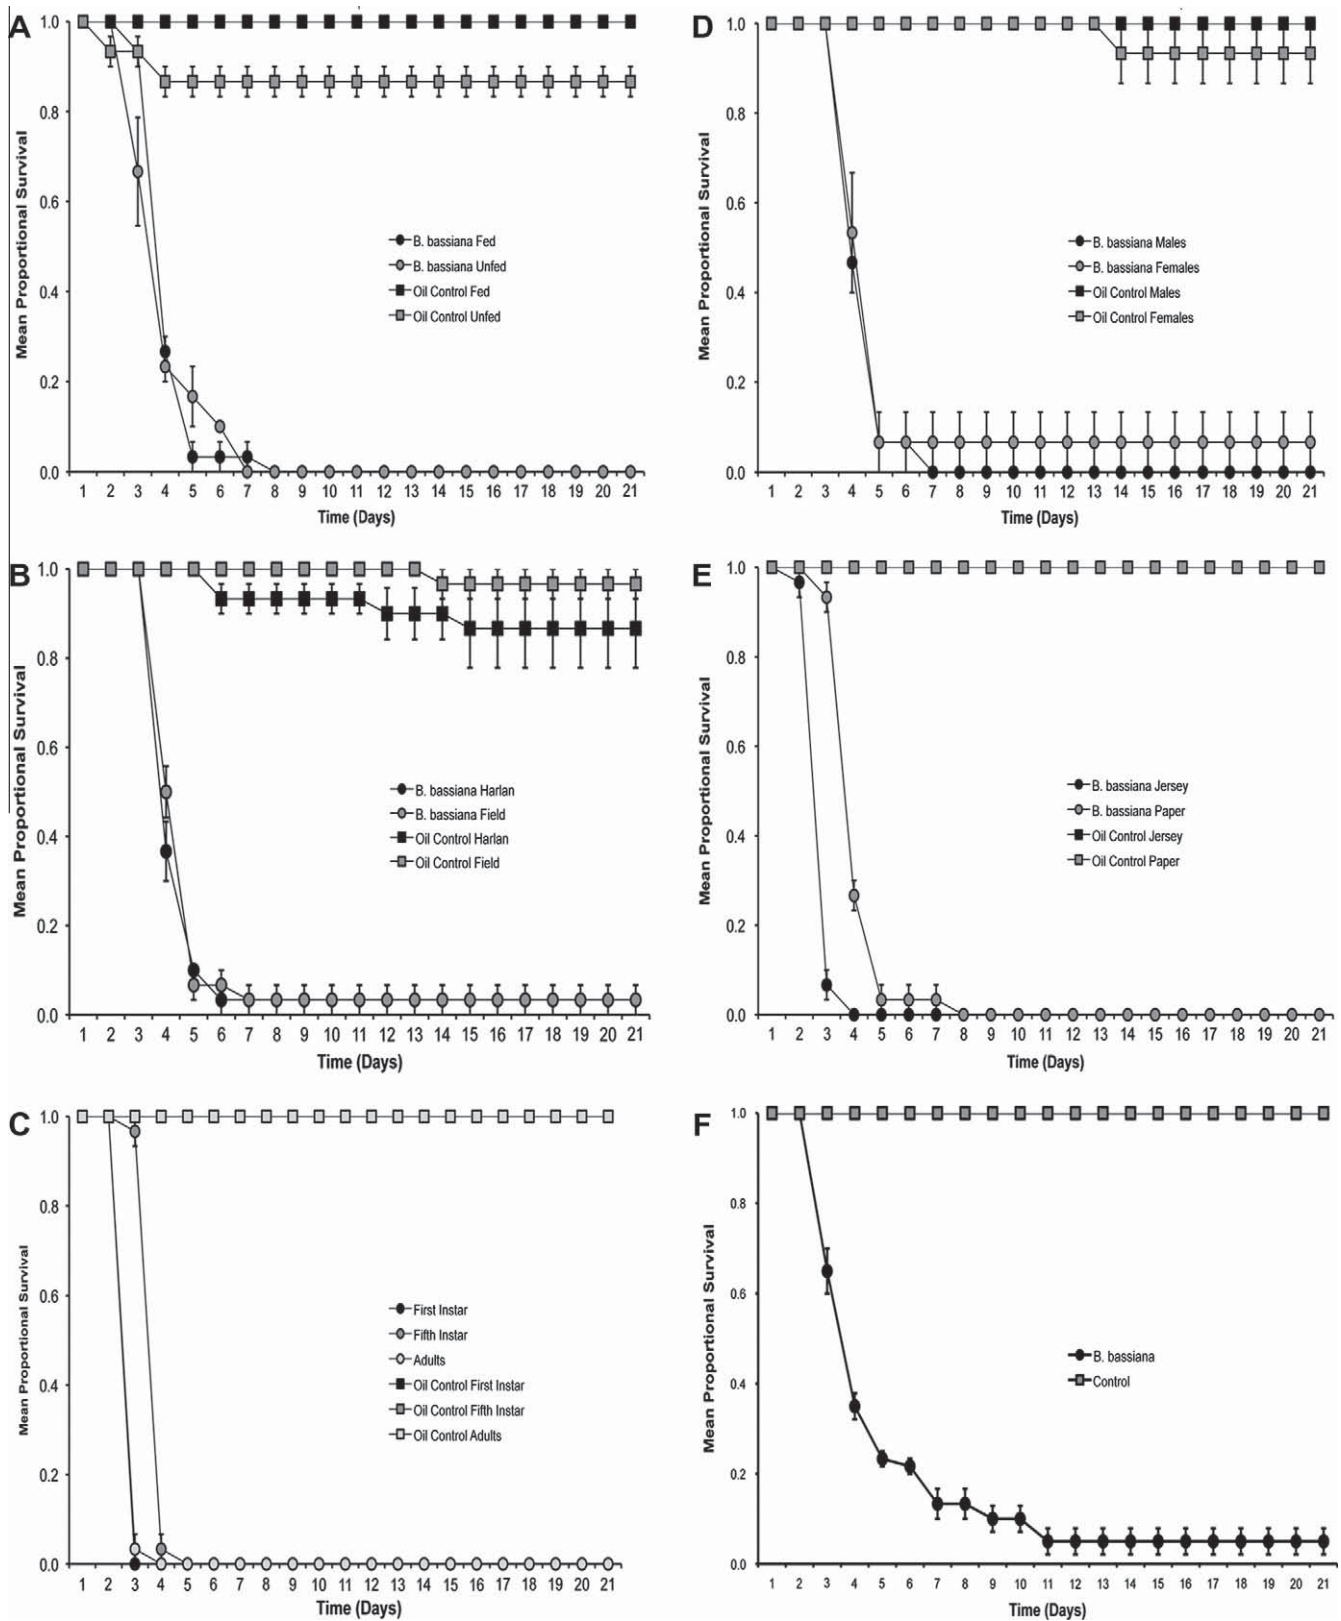 A
Mean Proportional Survival
1.0
0.8
0.6
0.4
0.2
0.0
B. bassiana Fed
B. bassiana Unfed
Oil Control Fed
Oil Control Unfed
1 2 3 4 5 6 7 8 9 10 11 12 13 14 15 16 17 18 19 20 21
Time (Days)
B
Mean Proportional Survival
1.0
0.8
0.6
0.4
0.2
0.0
B. bassiana Harlan
B. bassiana Field
Oil Control Harlan
Oil Control Field
1 2 3 4 5 6 7 8 9 10 11 12 13 14 15 16 17 18 19 20 21
Time (Days)
C
Mean Proportional Survival
1.0
0.8
0.6
0.4
0.2
0.0
First Instar
Fifth Instar
Adults
Oil Control First Instar
Oil Control Fifth Instar
Oil Control Adults
1 2 3 4 5 6 7 8 9 10 11 12 13 14 15 16 17 18 19 20 21
Time (Days)
D
Mean Proportional Survival
1.0
0.8
0.6
0.4
0.2
0.0
B. bassiana Males
B. bassiana Females
Oil Control Males
Oil Control Females
1 2 3 4 5 6 7 8 9 10 11 12 13 14 15 16 17 18 19 20 21
Time (Days)
E
Mean Proportional Survival
1.0
0.8
0.6
0.4
0.2
0.0
B. bassiana Jersey
B. bassiana Paper
Oil Control Jersey
Oil Control Paper
1 2 3 4 5 6 7 8 9 10 11 12 13 14 15 16 17 18 19 20 21
Time (Days)
F
Mean Proportional Survival
1.0
0.8
0.6
0.4
0.2
0.0
B. bassiana
Control
1 2 3 4 5 6 7 8 9 10 11 12 13 14 15 16 17 18 19 20 21
Time (Days)